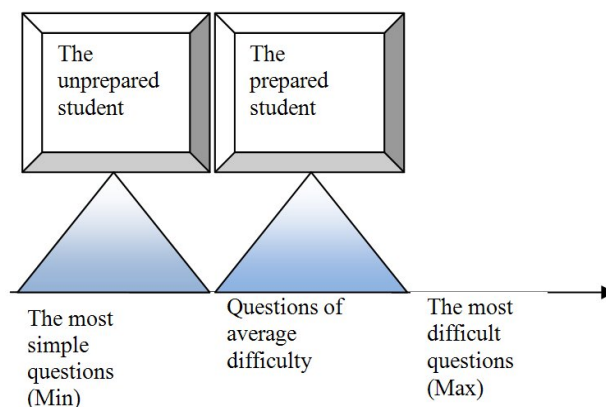 The
unprepared
student
The
prepared
student
The most
simple
questions
(Min)
Questions of
average
difficulty
The most
difficult
questions
(Max)